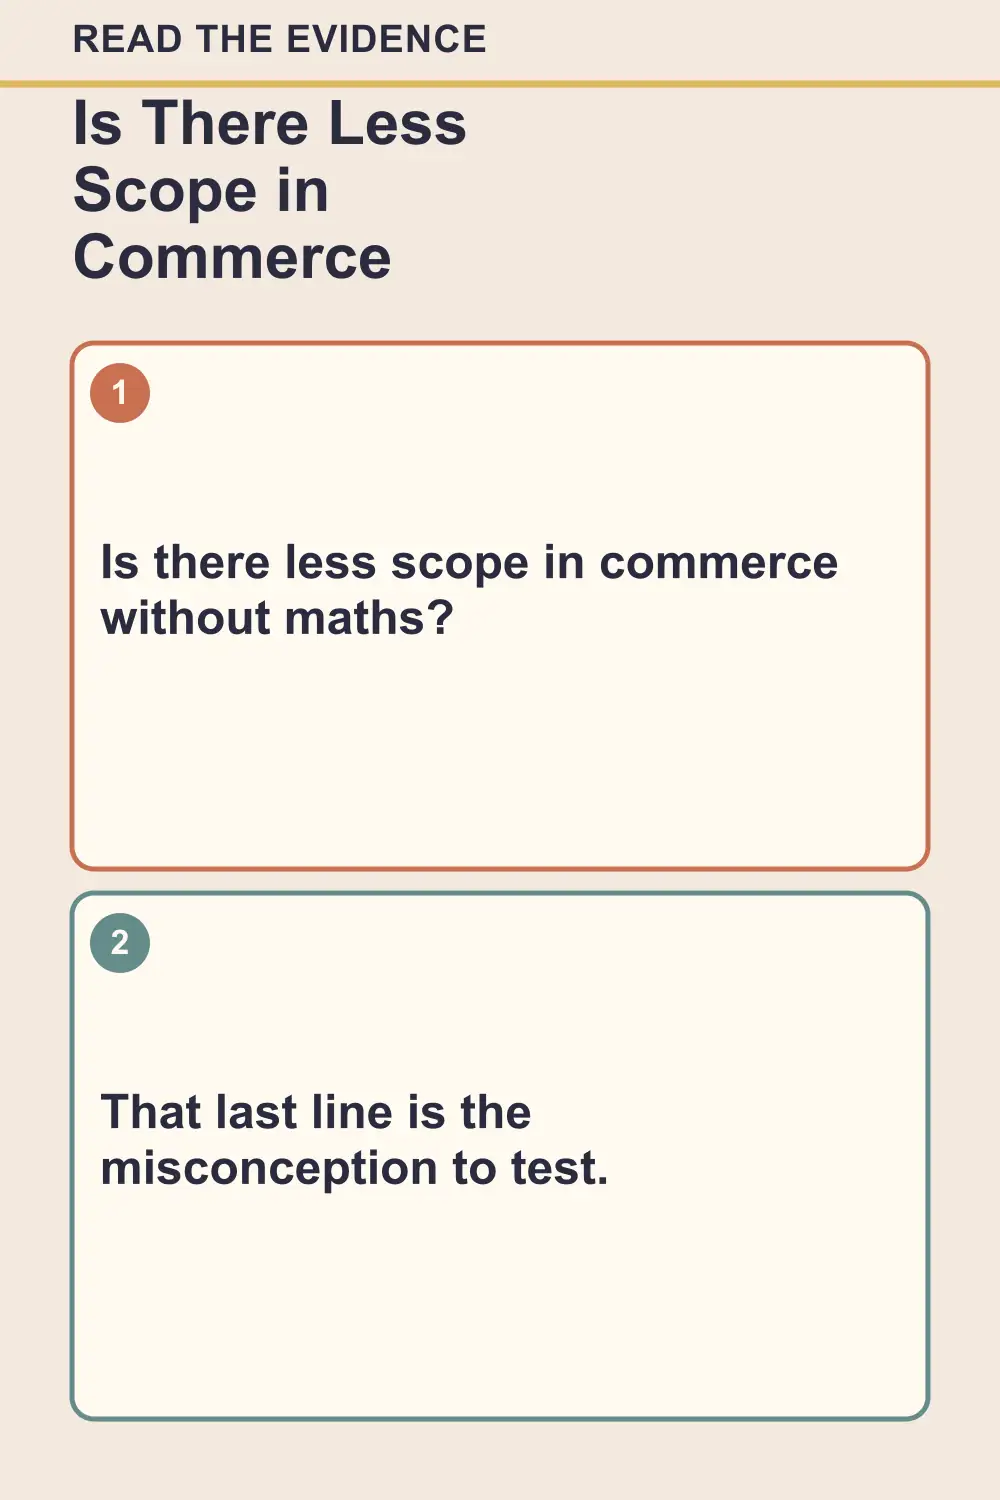 READ THE EVIDENCE
Is There Less
Scope in
Commerce
1
Is there less scope in commerce
without maths?
2
That last line is the
misconception to test.